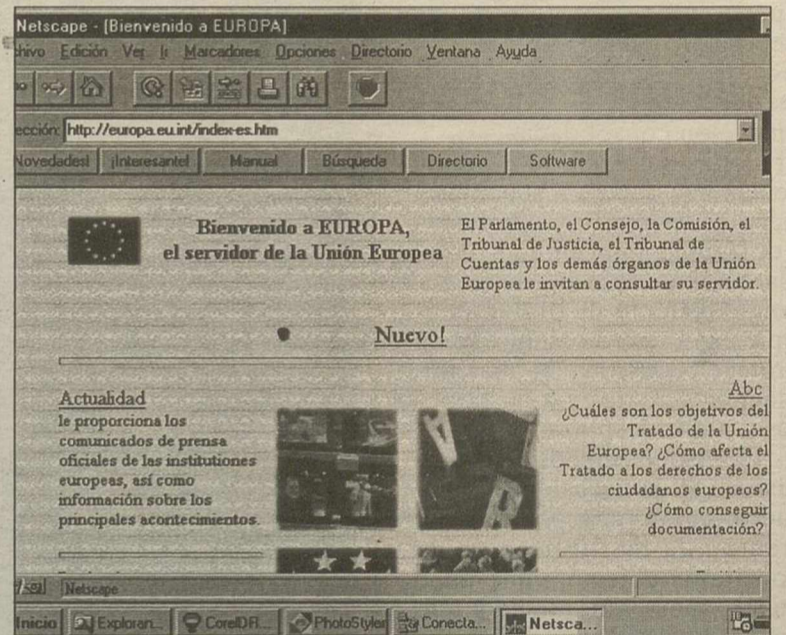 Netscape - [Bienvenido a EUROPA]
chivo Edición Ver Ir Marcadores Opciones Directorio Ventana Ayuda
ección: http://europa.eu.int/index-es.htm
Novedades! ¡Interesante! Manual Búsqueda Directorio Software
Bienvenido a EUROPA,
el servidor de la Unión Europea
El Parlamento, el Consejo, la Comisión, el
Tribunal de Justicia, el Tribunal de
Cuentas y los demás órganos de la Unión
Europea le invitan a consultar su servidor.
Nuevo!
Actualidad
le proporciona los
comunicados de prensa
oficiales de las institutiones
europeas, así como
información sobre los
principales acontecimientos.
A
R
Abc
¿Cuáles son los objetivos del
Tratado de la Unión
Europea? ¿Cómo afecta el
Tratado a los derechos de los
ciudadanos europeos?
¿Cómo conseguir
documentación?
Netscape
Inicio Exploran... CorelDR... PhotoStyler Conecta... Netsca...